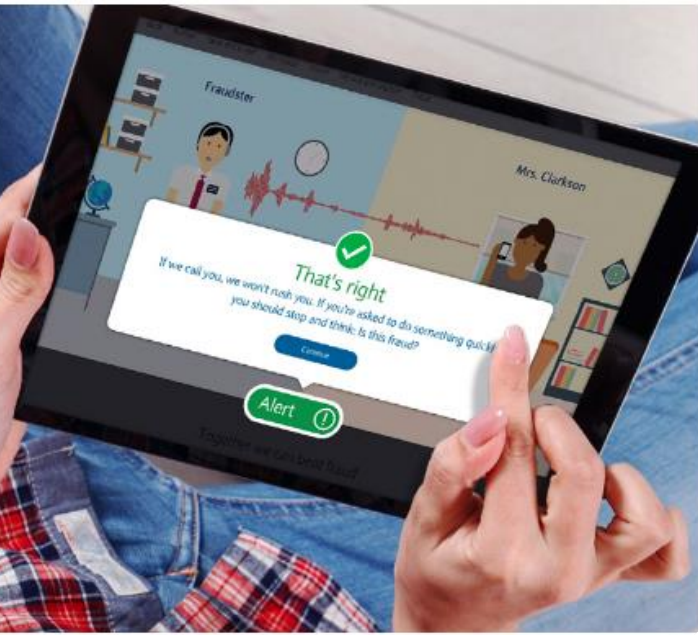 Fraudster
Mrs. Clarkson
That's right
If we call you, we won't rush you. If you're asked to do something quickly
you should stop and think: Is this fraud?
Continue
Alert
Together we can beat fraud